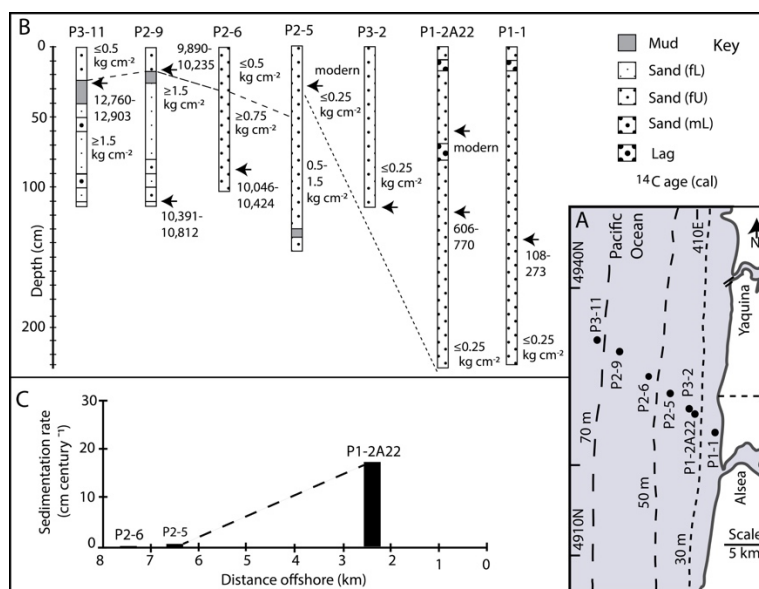 B
P3-11 P2-9 P2-6 P2-5 P3-2 P1-2A22 P1-1
0
50
100
200
Depth (cm)
≤0.5
kg cm-2
12,760-
12,903
≥1.5
kg cm-2
9,890-
10,235
≥1.5
kg cm-2
10,391-
10,812
≤0.5
kg cm-2
≥0.75
kg cm-2
10,046-
10,424
modern
≤0.25
kg cm-2
0.5-
1.5
kg cm-2
≤0.25
kg cm-2
modern
606-
770
≤0.25
kg cm-2
108-
273
≤0.25
kg cm-2
Mud Key
Sand (fL)
Sand (fU)
Sand (mL)
Lag
14C age (cal)
A
N
Pacific
Ocean
410E
4940N
4910N
Yaquina
Alsea
P3-11
P2-9
P2-6
P2-5
P3-2
P1-2A22
P1-1
70 m
50 m
30 m
Scale
5 km
C
Sedimentation rate
(cm century -1)
30
20
10
0
P2-6 P2-5 P1-2A22
8 7 6 5 4 3 2 1 0
Distance offshore (km)